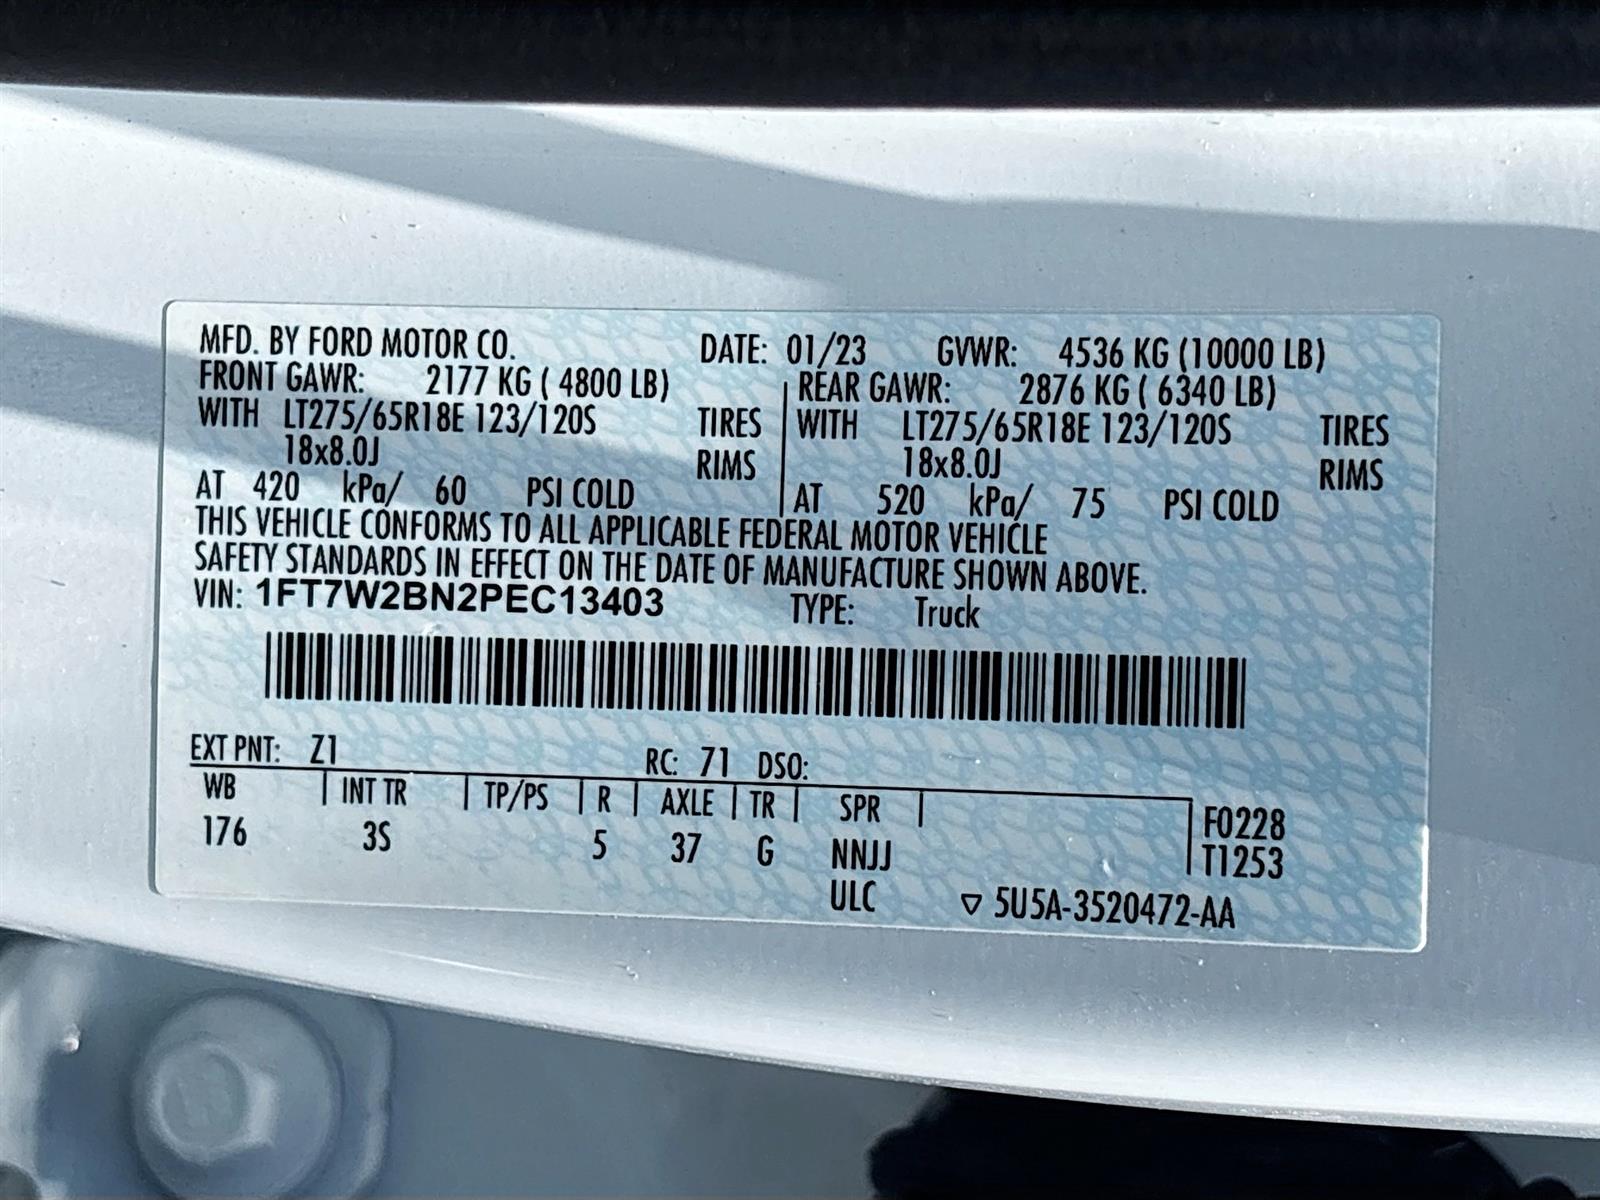 MFD. BY FORD MOTOR CO. DATE: 01/23 GVWR: 4536 KG (10000 LB)
FRONT GAWR: 2177 KG ( 4800 LB) REAR GAWR: 2876 KG ( 6340 LB)
WITH LT275/65R18E 123/120S TIRES WITH LT275/65R18E 123/120S TIRES
18x8.0J RIMS 18x8.0J RIMS
AT 420 kPa/ 60 PSI COLD AT 520 kPa/ 75 PSI COLD
THIS VEHICLE CONFORMS TO ALL APPLICABLE FEDERAL MOTOR VEHICLE
SAFETY STANDARDS IN EFFECT ON THE DATE OF MANUFACTURE SHOWN ABOVE.
VIN: 1FT7W2BN2PEC13403 TYPE: Truck
EXT PNT: Z1 RC: 71 DSO:
WB INT TR TP/PS R AXLE TR SPR F0228
176 3S 5 37 G NNJJ T1253
ULC ▽ 5U5A-3520472-AA